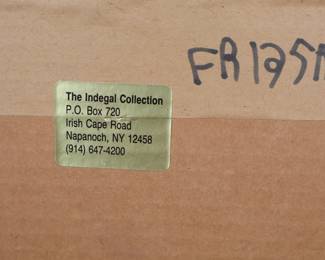 FR125
The Indegal Collection
P.O. Box 720
Irish Cape Road
Napanoch, NY 12458
(914) 647-4200